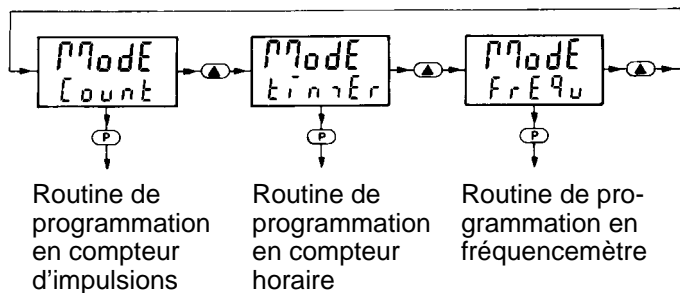 ModE
Count
ModE
timEr
ModE
FrEqu
P
P
P
Routine de
programmation
en compteur
d'impulsions
Routine de
programmation
en compteur
horaire
Routine de pro-
grammation en
fréquencemètre